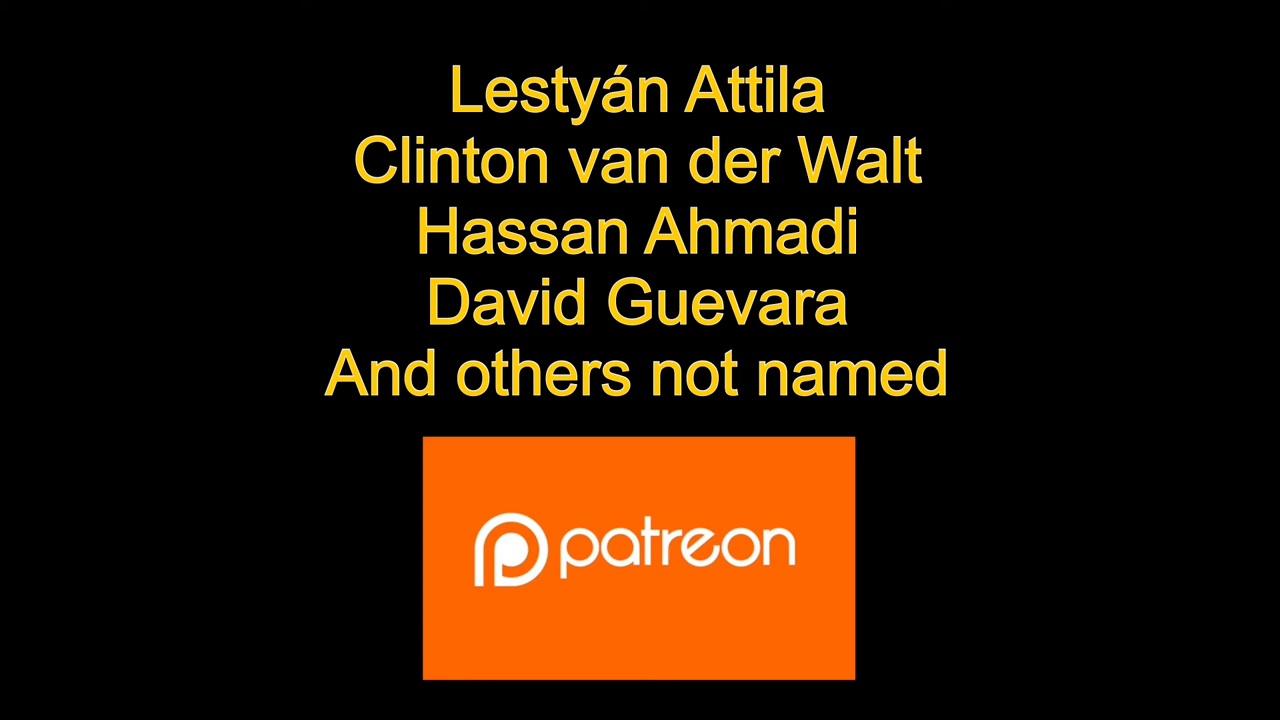 Lestyán Attila
Clinton van der Walt
Hassan Ahmadi
David Guevara
And others not named
patreon